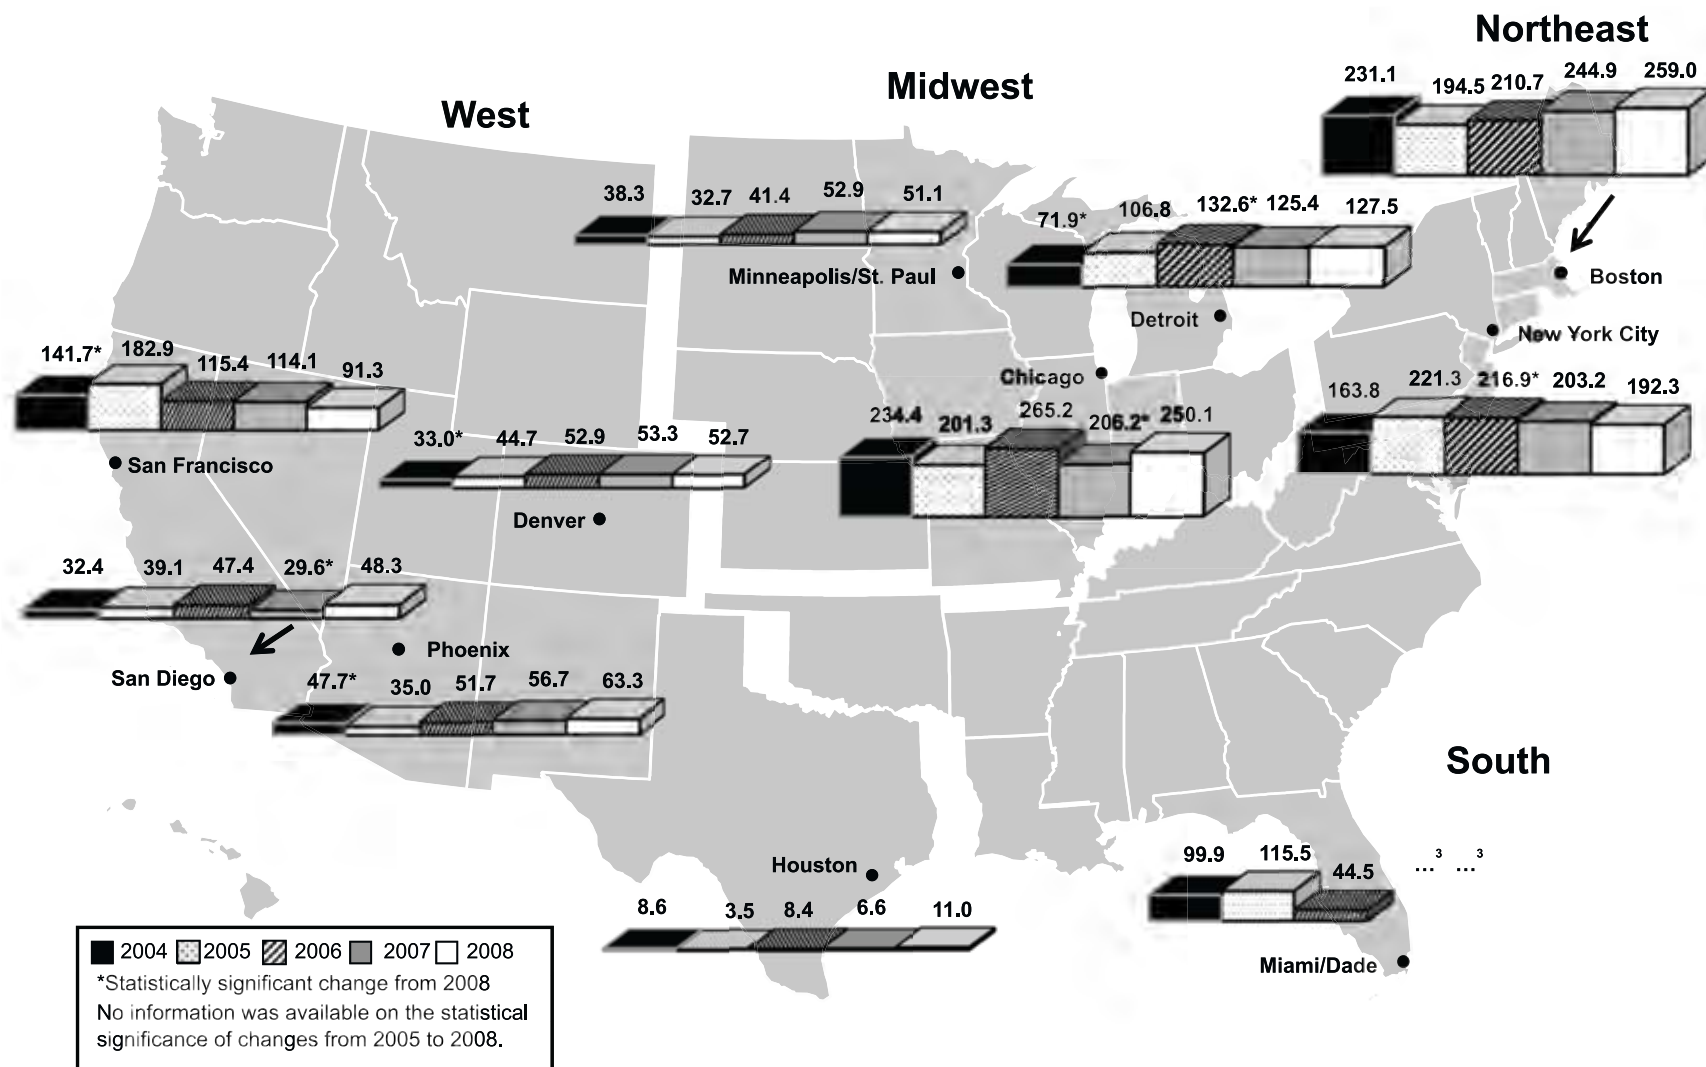 Northeast
231.1 194.5 210.7 244.9 259.0
Midwest
West
38.3 32.7 41.4 52.9 51.1
71.9* 106.8 132.6* 125.4 127.5
Minneapolis/St. Paul
Boston
Detroit
New York City
141.7* 182.9 115.4 114.1 91.3
Chicago
163.8 221.3 216.9* 203.2 192.3
234.4 201.3 265.2 206.2* 250.1
33.0* 44.7 52.9 53.3 52.7
San Francisco
Denver
32.4 39.1 47.4 29.6* 48.3
Phoenix
San Diego
47.7* 35.0 51.7 56.7 63.3
South
Houston
99.9 115.5 44.5 ...3 ...3
8.6 3.5 8.4 6.6 11.0
Miami/Dade
2004 2005 2006 2007 2008
*Statistically significant change from 2008
No information was available on the statistical
significance of changes from 2005 to 2008.